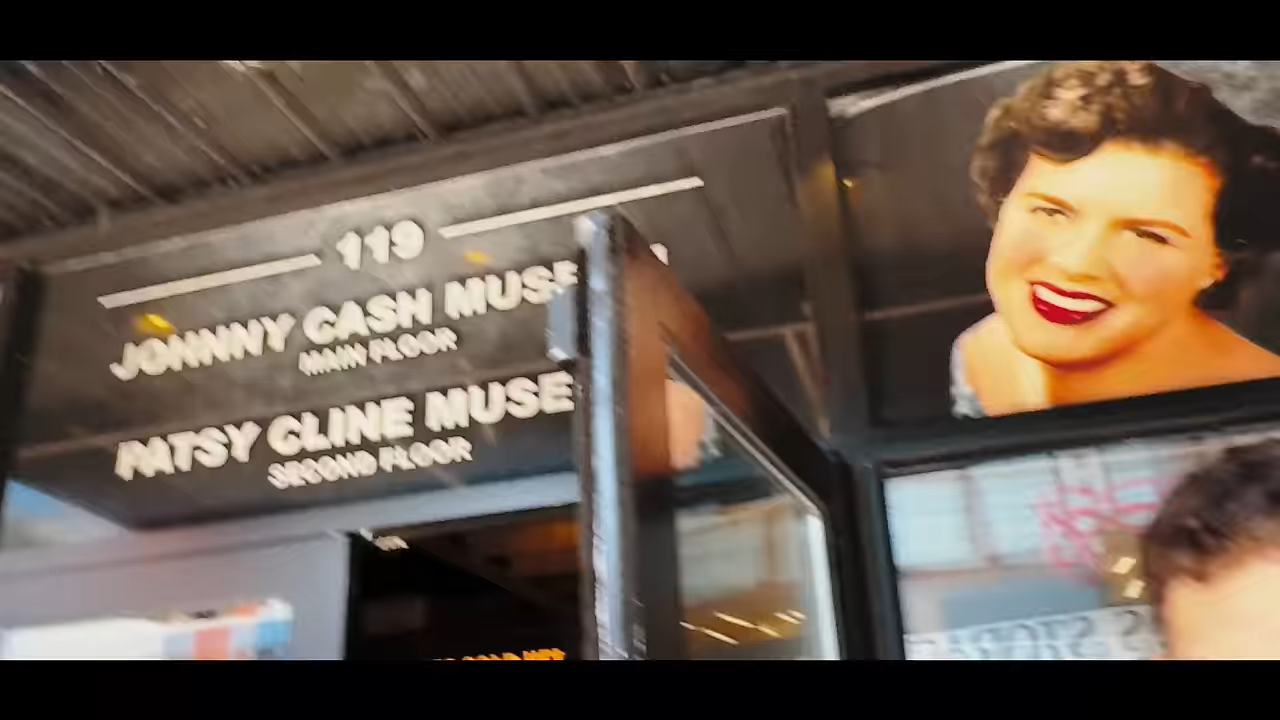 119
JOHNNY CASH MUSE
MAIN FLOOR
PATSY CLINE MUSE
SECOND FLOOR